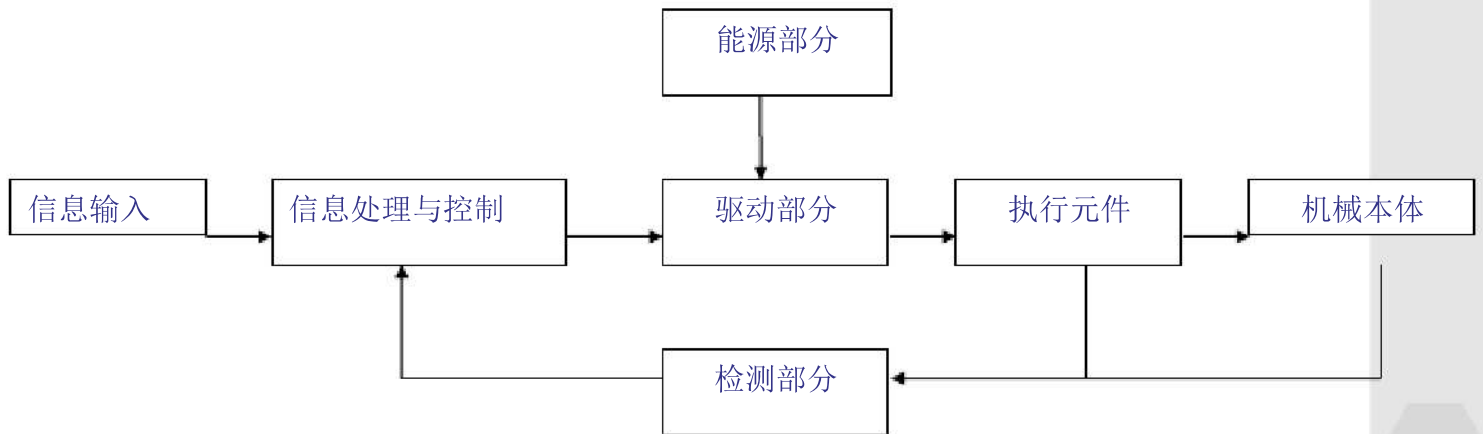 能源部分
信息输入
信息处理与控制
驱动部分
执行元件
机械本体
检测部分